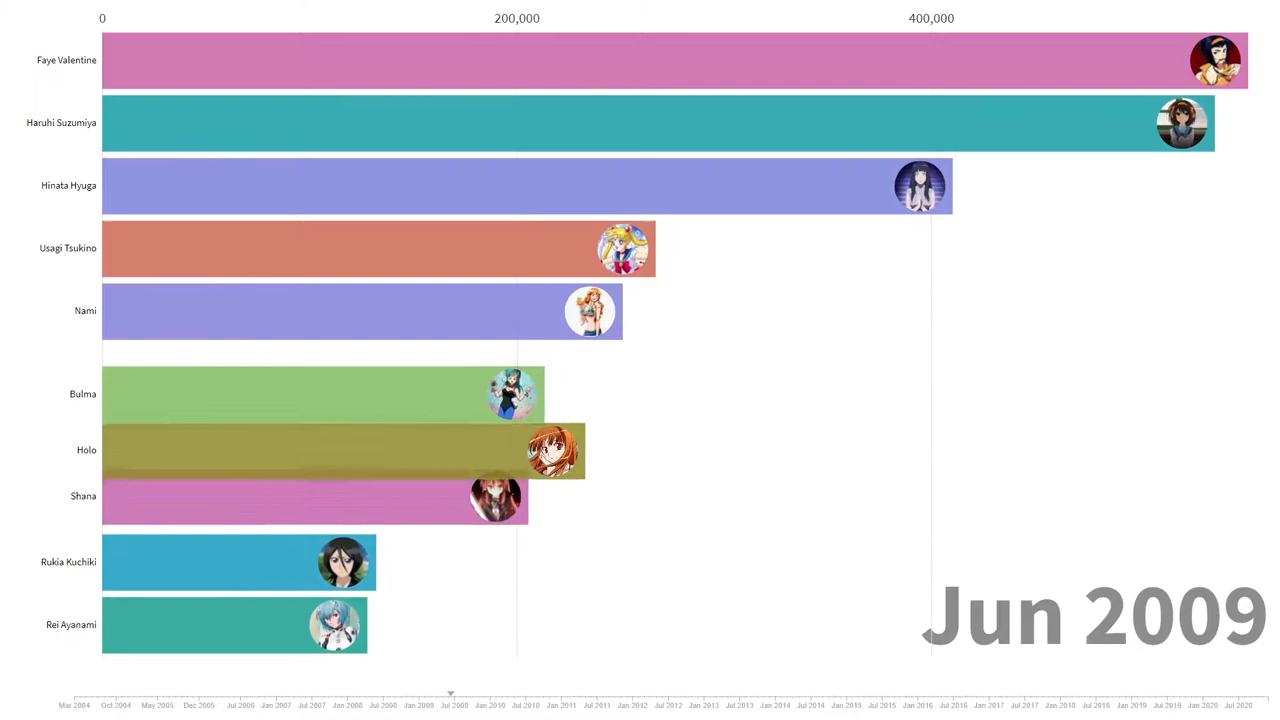 0 200,000 400,000
Faye Valentine
Haruhi Suzumiya
Hinata Hyuga
Usagi Tsukino
Nami
Bulma
Holo
Shana
Rukia Kuchiki
Rei Ayanami
Jun 2009
Mar 2004 Oct 2004 May 2005 Dec 2005 Jul 2006 Jan 2007 Jul 2007 Jan 2008 Jul 2008 Jan 2009 Jul 2009 Jan 2010 Jul 2010 Jan 2011 Jul 2011 Jan 2012 Jul 2012 Jan 2013 Jul 2013 Jan 2014 Jul 2014 Jan 2015 Jul 2015 Jan 2016 Jul 2016 Jan 2017 Jul 2017 Jan 2018 Jul 2018 Jan 2019 Jul 2019 Jan 2020 Jul 2020